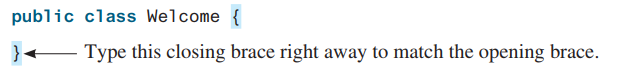 public class Welcome {
} Type this closing brace right away to match the opening brace.